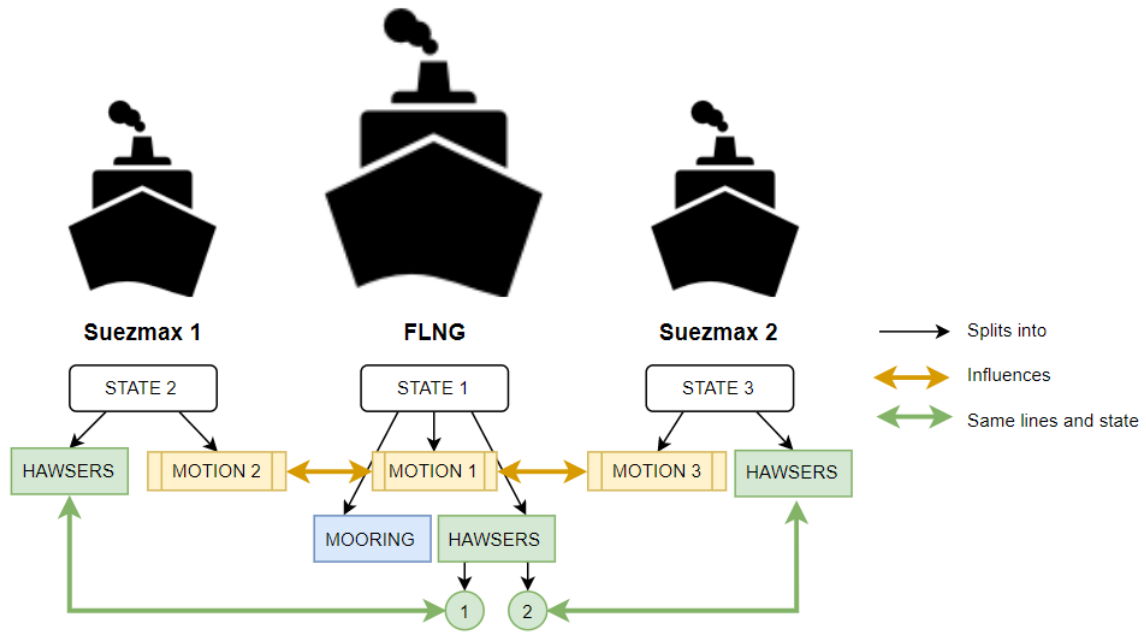 Suezmax 1
FLNG
Suezmax 2
Splits into
STATE 2
STATE 1
STATE 3
Influences
Same lines and state
HAWSERS
MOTION 2
MOTION 1
MOTION 3
HAWSERS
MOORING
HAWSERS
1
2